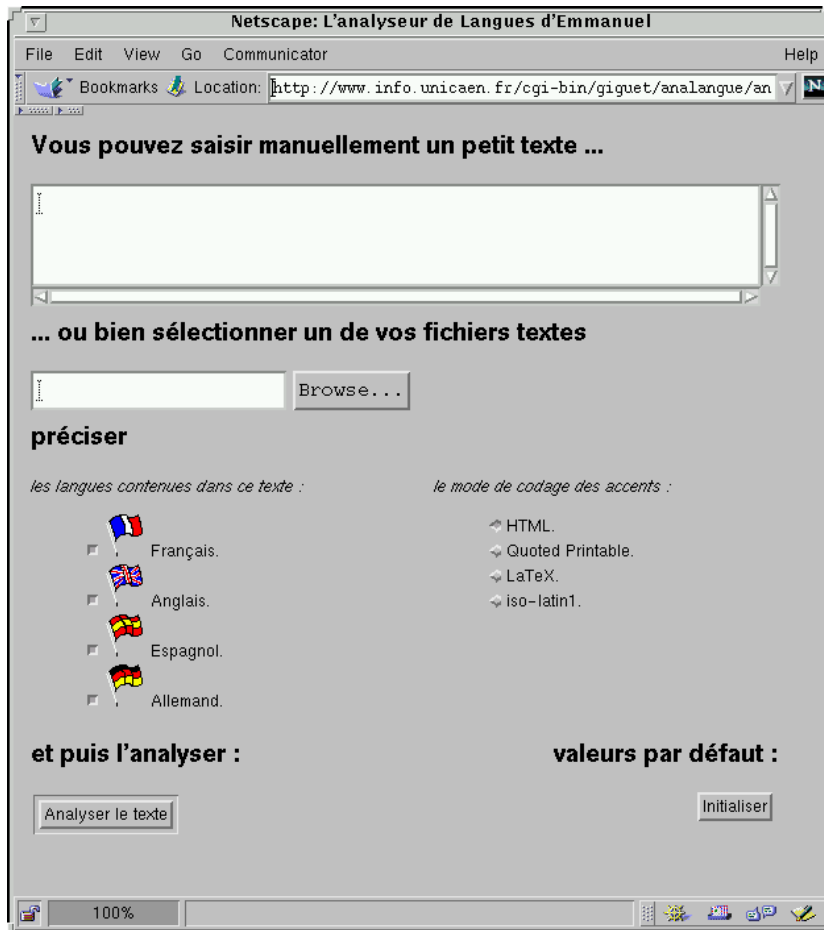 Netscape: L'analyseur de Langues d'Emmanuel
File Edit View Go Communicator Help
Bookmarks Location: http://www.info.unicaen.fr/cgi-bin/giguet/analangue/an
Vous pouvez saisir manuellement un petit texte ...
... ou bien sélectionner un de vos fichiers textes
Browse...
préciser
les langues contenues dans ce texte : le mode de codage des accents :
HTML.
Français. Quoted Printable.
LaTeX.
Anglais. iso-latin1.
Espagnol.
Allemand.
et puis l'analyser : valeurs par défaut :
Analyser le texte Initialiser
100%